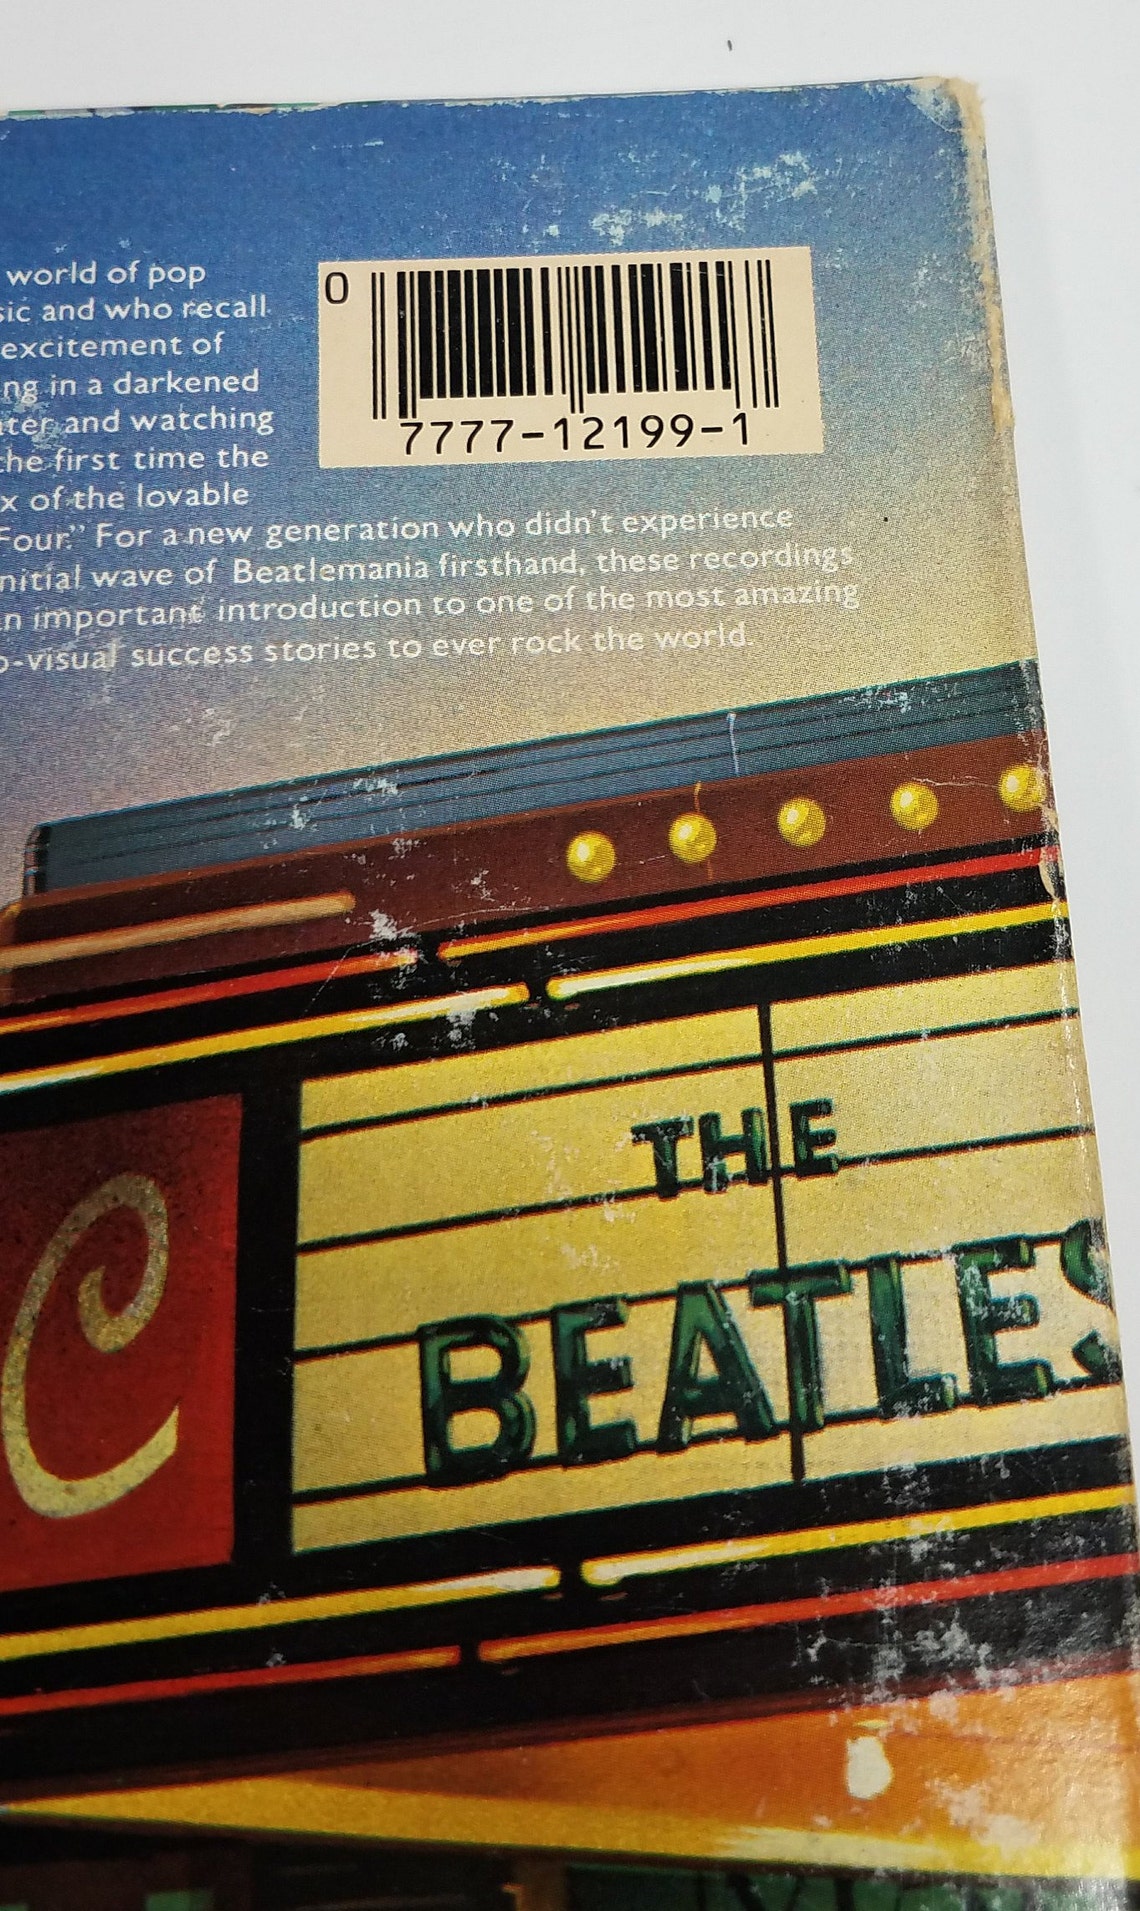 world of pop
sic and who recall
excitement of
ng in a darkened
ter and watching
the first time the
x of the lovable
Four." For a new generation who didn't experience
nitial wave of Beatlemania firsthand, these recordings
n important introduction to one of the most amazing
o-visual success stories to ever rock the world.
0
7777-12199-1
C
THE
BEATLES